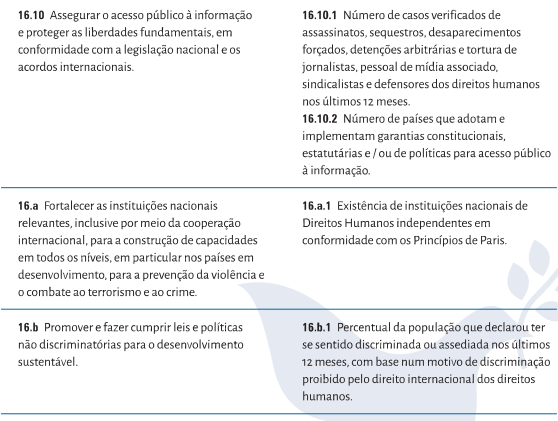 16.10 Assegurar o acesso público à informação
e proteger as liberdades fundamentais, em
conformidade com a legislação nacional e os
acordos internacionais.
16.10.1 Número de casos verificados de
assassinatos, sequestros, desaparecimentos
forçados, detenções arbitrárias e tortura de
jornalistas, pessoal de mídia associado,
sindicalistas e defensores dos direitos humanos
nos últimos 12 meses.
16.10.2 Número de países que adotam e
implementam garantias constitucionais,
estatutárias e / ou de políticas para acesso público
à informação.
16.a Fortalecer as instituições nacionais
relevantes, inclusive por meio da cooperação
internacional, para a construção de capacidades
em todos os níveis, em particular nos países em
desenvolvimento, para a prevenção da violência e
o combate ao terrorismo e ao crime.
16.a.1 Existência de instituições nacionais de
Direitos Humanos independentes em
conformidade com os Princípios de Paris.
16.b Promover e fazer cumprir leis e políticas
não discriminatórias para o desenvolvimento
sustentável.
16.b.1 Percentual da população que declarou ter
se sentido discriminada ou assediada nos últimos
12 meses, com base num motivo de discriminação
proibido pelo direito internacional dos direitos
humanos.